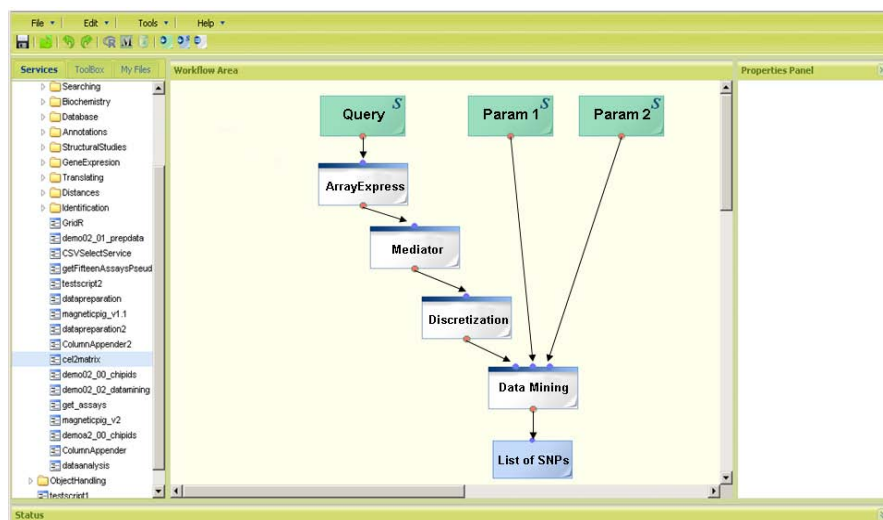 File Edit Tools Help
Services ToolBox My Files
Workflow Area
Properties Panel
Searching
Biochemistry
Database
Annotations
StructuralStudies
GeneExpresion
Translating
Distances
Identification
GridR
demo02_01_prepdata
CSVSelectService
getFifteenAssaysPseud
testscript2
datapreparation
magneticpig_v1.1
datapreparation2
ColumnAppender2
cel2matrix
demo02_00_chipids
demo02_02_datamining
get_assays
magneticpig_v2
demoa2_00_chipids
ColumnAppender
dataanalysis
ObjectHandling
testscript1
Query S
Param 1 S
Param 2 S
ArrayExpress
Mediator
Discretization
Data Mining
List of SNPs
Status